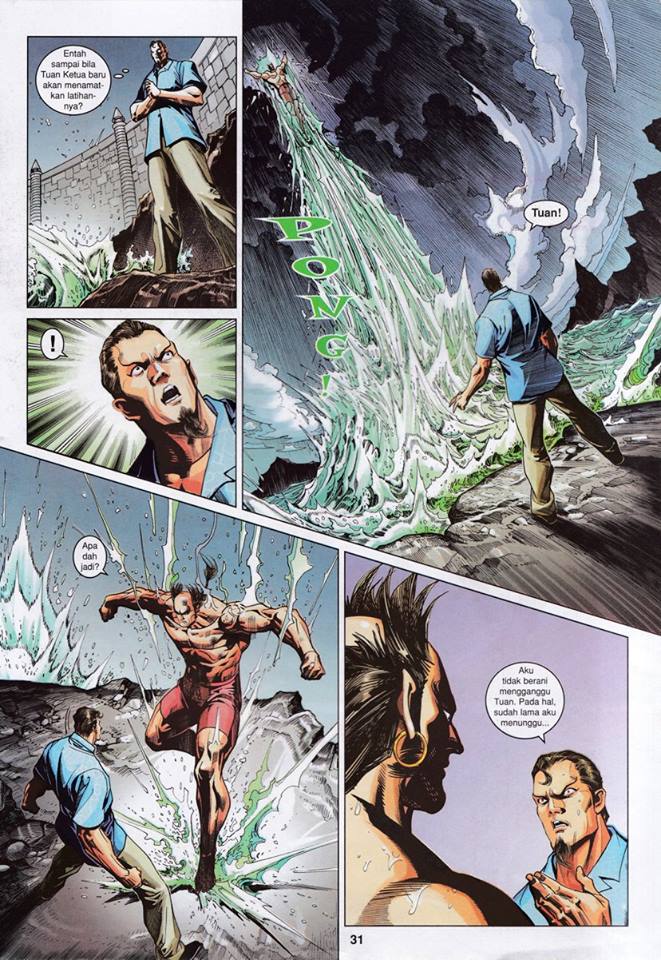 Entah
sampai bila
Tuan Ketua baru
akan menamat-
kan latihan-
nya?
Tuan!
PONG!
!
Apa
dah
jadi?
Aku
tidak berani
mengganggu
Tuan. Pada hal,
sudah lama aku
menunggu...
31